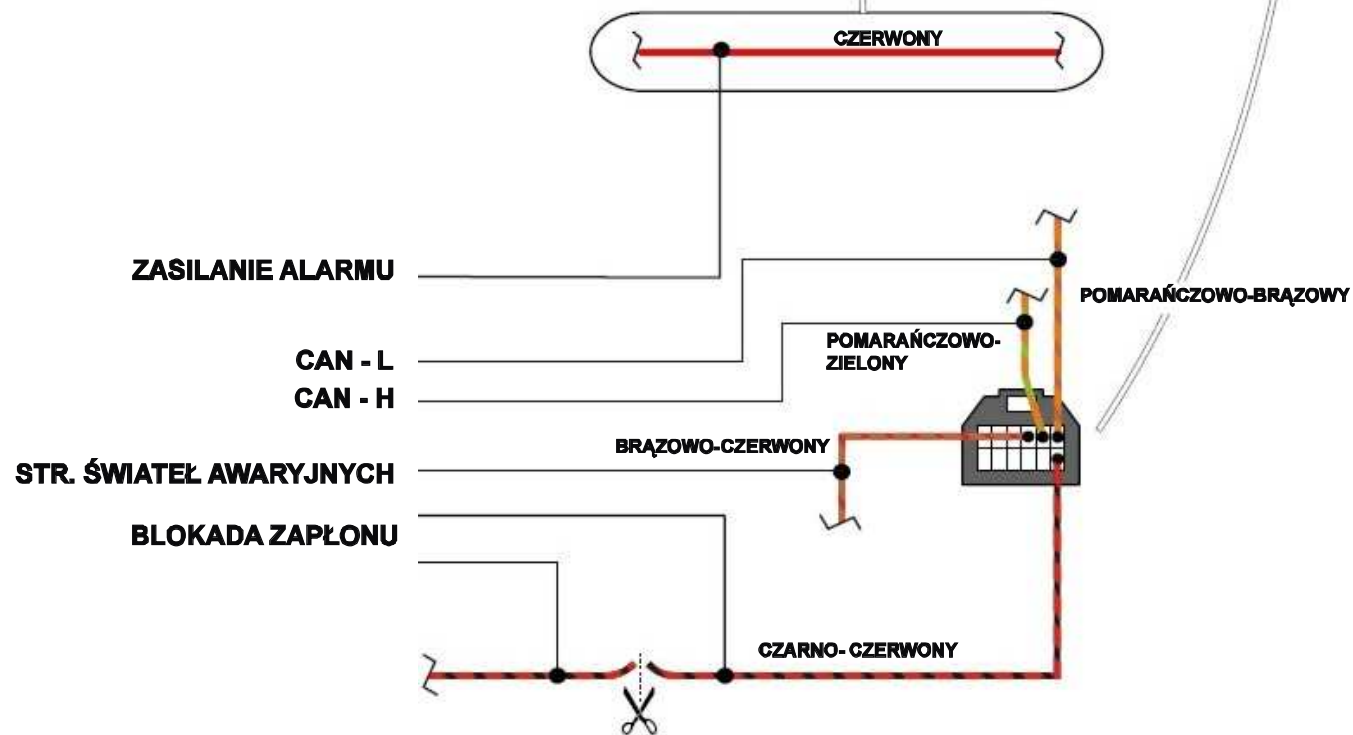 CZERWONY
ZASILANIE ALARMU
POMARAŃCZOWO-BRĄZOWY
POMARAŃCZOWO-
ZIELONY
CAN - L
CAN - H
BRĄZOWO-CZERWONY
STR. ŚWIATEŁ AWARYJNYCH
BLOKADA ZAPŁONU
CZARNO- CZERWONY